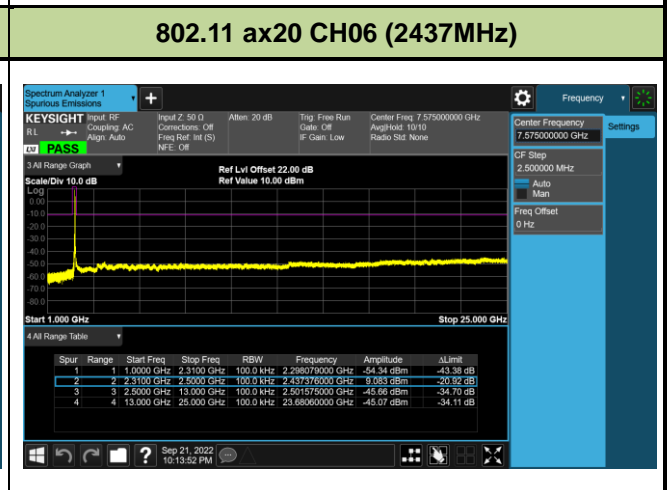 802.11 ax20 CH06 (2437MHz)
Spectrum Analyzer 1
Spurious Emissions
Frequency
KEYSIGHT Input: RF Input Z: 50 Ω Atten: 20 dB Trig: Free Run Center Freq: 7.575000000 GHz
RL Coupling: AC Corrections: Off Gate: Off Avg|Hold: 10/10
Align: Auto Freq Ref: Int (S) IF Gain: Low Radio Std: None
LXI PASS NFE: Off
Center Frequency Settings
7.575000000 GHz
CF Step
2.500000 MHz
Auto
Man
Freq Offset
0 Hz
3 All Range Graph
Ref Lvl Offset 22.00 dB
Scale/Div 10.0 dB Ref Value 10.00 dBm
Log
0.00
-10.0
-20.0
-30.0
-40.0
-50.0
-60.0
-70.0
-80.0
Start 1.000 GHz Stop 25.000 GHz
4 All Range Table
Spur Range Start Freq Stop Freq RBW Frequency Amplitude ΔLimit
1 1 1.0000 GHz 2.3100 GHz 100.0 kHz 2.298079000 GHz -54.34 dBm -43.38 dB
2 2 2.3100 GHz 2.5000 GHz 100.0 kHz 2.437376000 GHz 9.083 dBm -20.92 dB
3 3 2.5000 GHz 13.000 GHz 100.0 kHz 2.501575000 GHz -45.66 dBm -34.70 dB
4 4 13.000 GHz 25.000 GHz 100.0 kHz 23.68060000 GHz -45.07 dBm -34.11 dB
Sep 21, 2022
10:13:52 PM